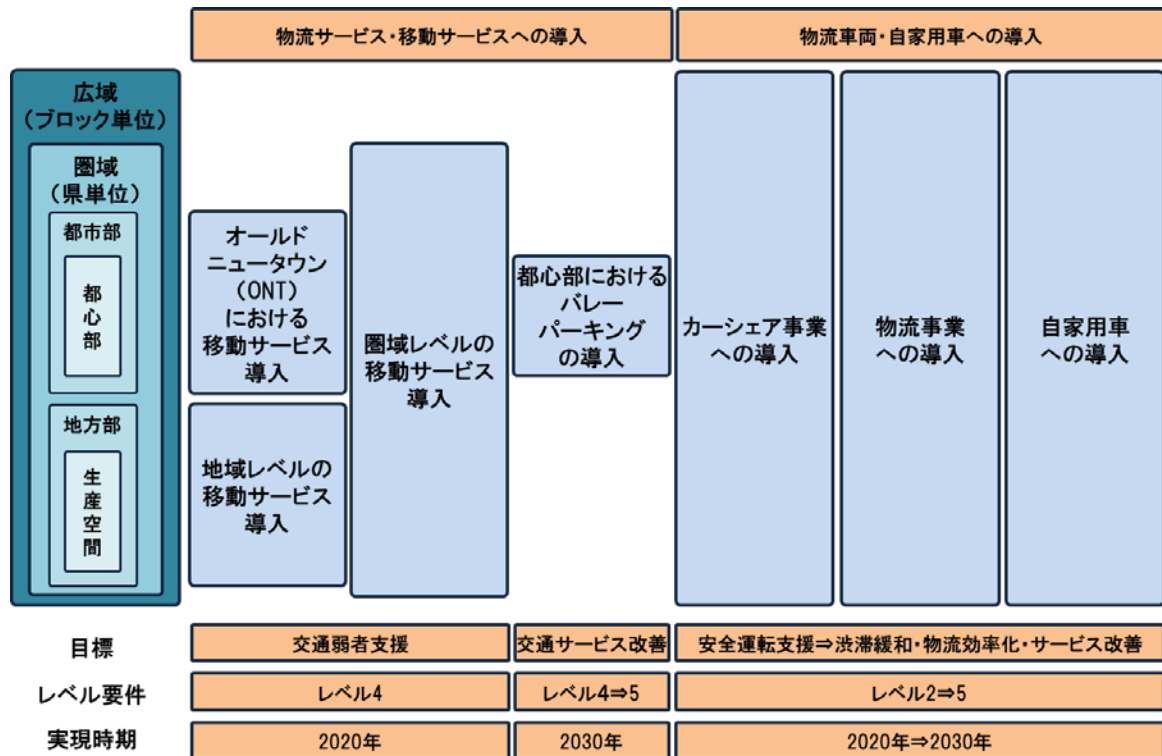 物流サービス・移動サービスへの導入
物流車両・自家用車への導入
広域
（ブロック単位）
圏域
（県単位）
都市部
都
心
部
地方部
生
産
空
間
オールド
ニュータウン
（ONT）
における
移動サービス
導入
地域レベルの
移動サービス
導入
圏域レベルの
移動サービス
導入
都心部における
バレー
パーキング
の導入
カーシェア事業
への導入
物流事業
への導入
自家用車
への導入
目標
交通弱者支援
交通サービス改善
安全運転支援⇒渋滞緩和・物流効率化・サービス改善
レベル要件
レベル4
レベル4⇒5
レベル2⇒5
実現時期
2020年
2030年
2020年⇒2030年